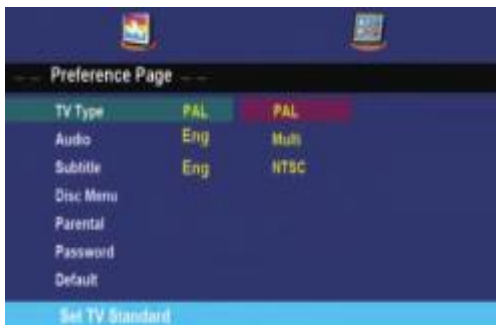 -- Preference Page --
TV Type PAL PAL
Audio Eng Multi
Subtitle Eng NTSC
Disc Menu
Parental
Password
Default
Set TV Standard